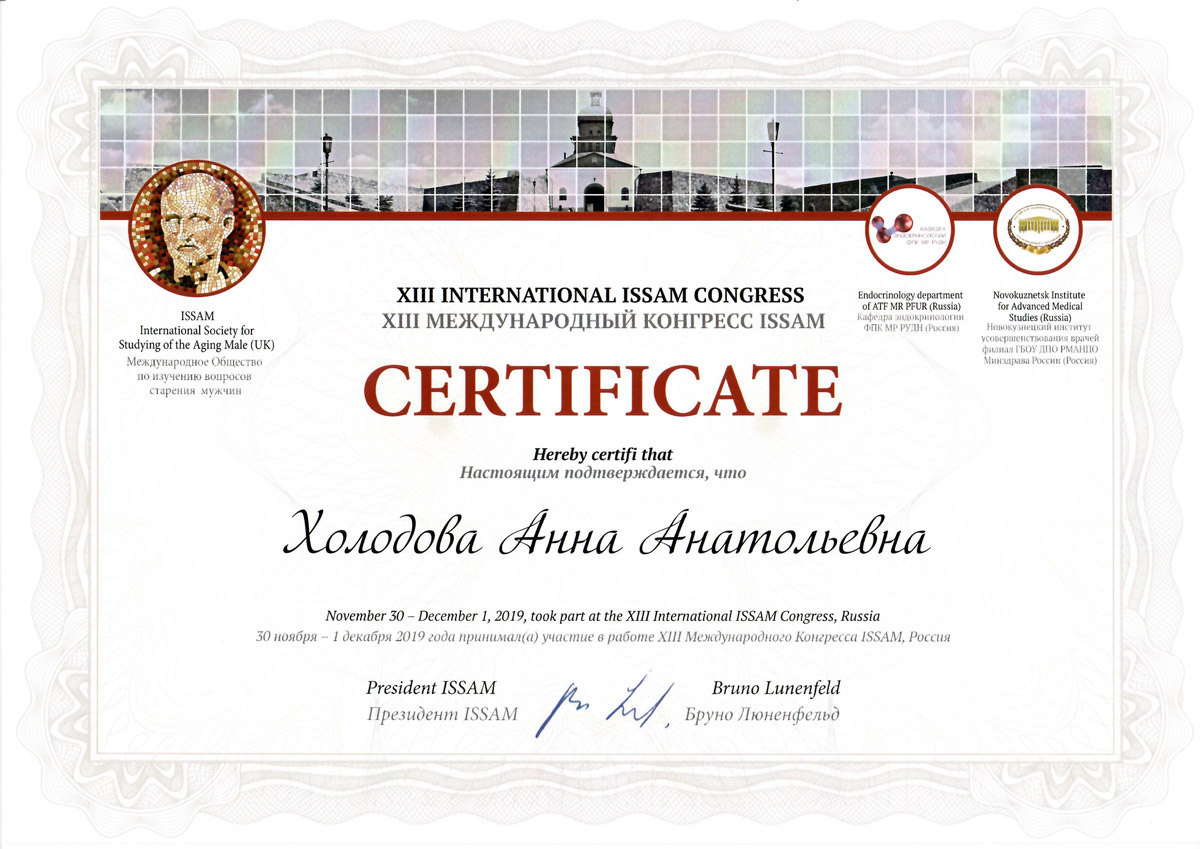 КАФЕДРА
ЭНДОКРИНОЛОГИИ
ФПК МР РУДН
ISSAM
International Society for
Studying of the Aging Male (UK)
Международное Общество
по изучению вопросов
старения мужчин
Endocrinology department
of ATF MR PFUR (Russia)
Кафедра эндокринологии
ФПК МР РУДН (Россия)
Novokuznetsk Institute
for Advanced Medical
Studies (Russia)
Новокузнецкий институт
усовершенствования врачей
филиал ГБОУ ДПО РМАНПО
Минздрава России (Россия)
XIII INTERNATIONAL ISSAM CONGRESS
XIII МЕЖДУНАРОДНЫЙ КОНГРЕСС ISSAM
CERTIFICATE
Hereby certifi that
Настоящим подтверждается, что
Холодова Анна Анатольевна
November 30 – December 1, 2019, took part at the XIII International ISSAM Congress, Russia
30 ноября – 1 декабря 2019 года принимал(а) участие в работе XIII Международного Конгресса ISSAM, Россия
President ISSAM
Президент ISSAM
Bruno Lunenfeld
Бруно Люненфельд